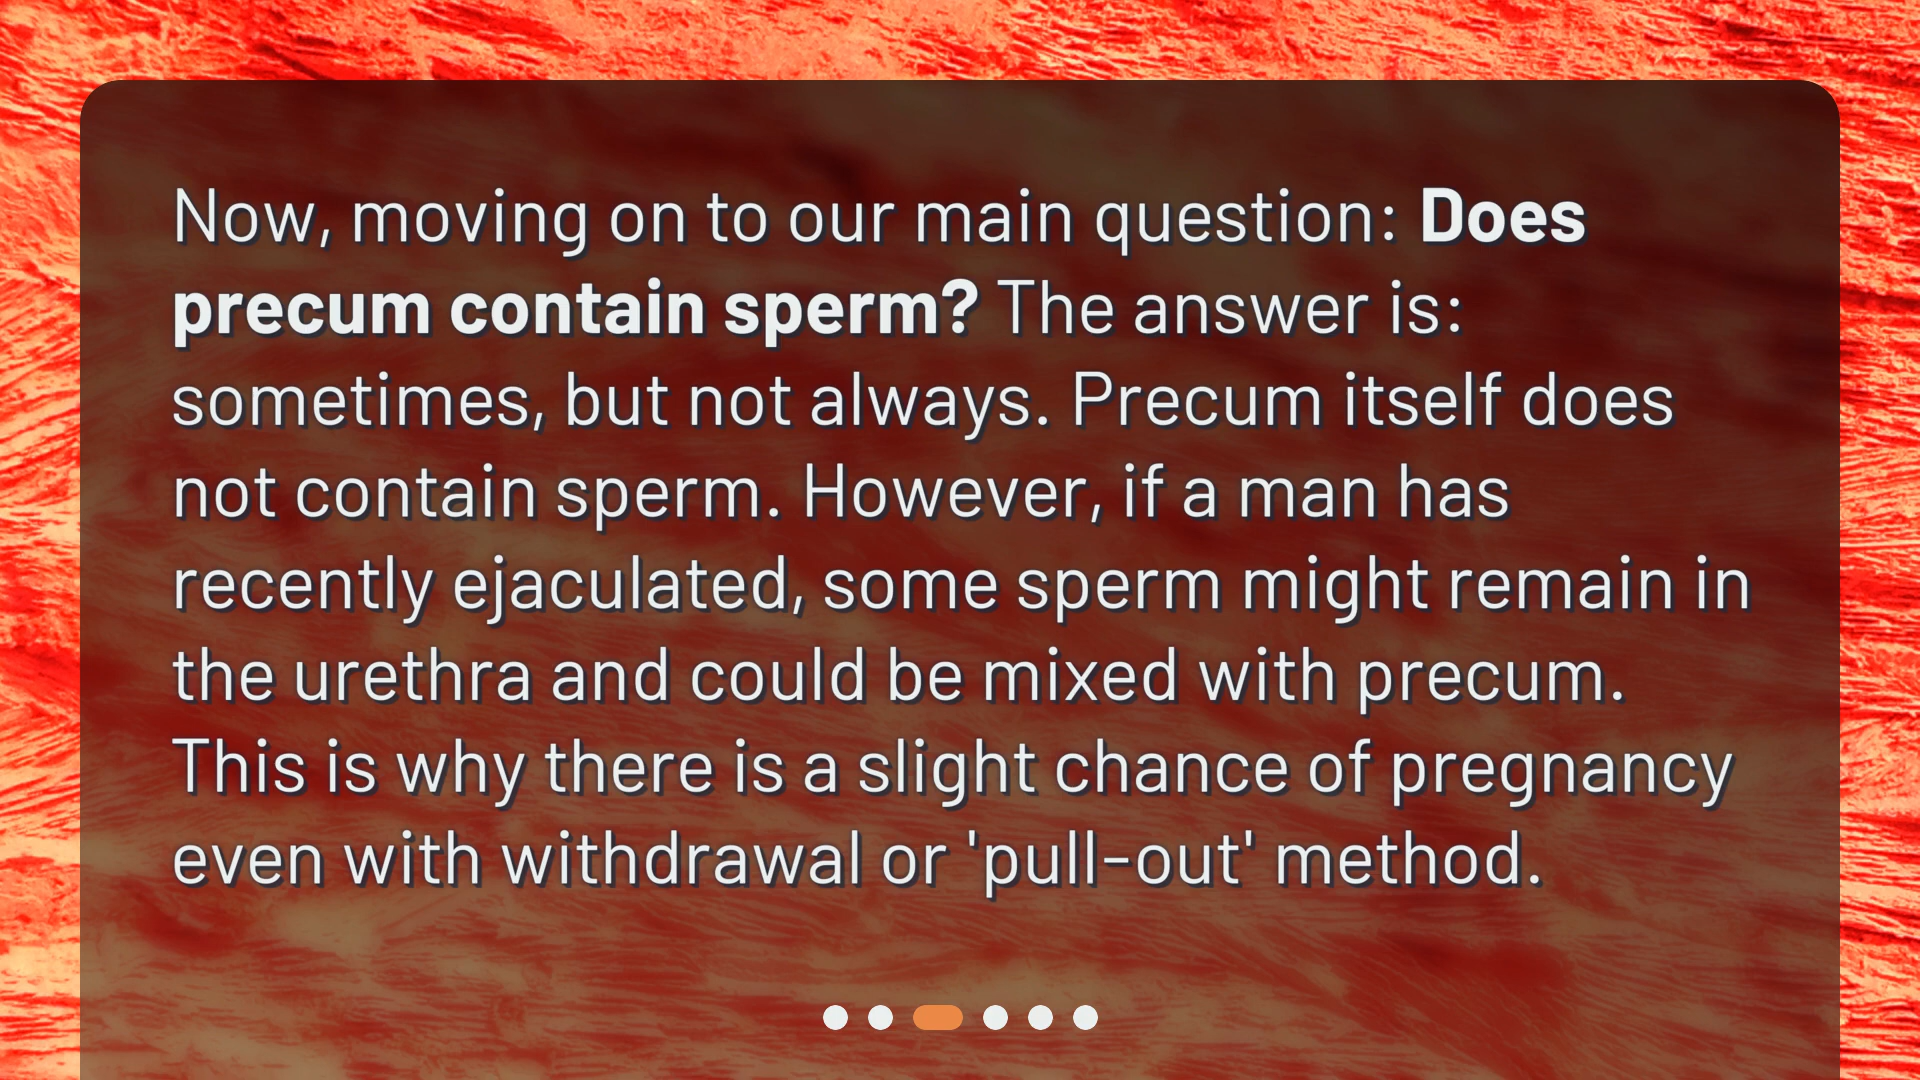 Now, moving on to our main question: Does
precum contain sperm? The answer is:
sometimes, but not always. Precum itself does
not contain sperm. However, if a man has
recently ejaculated, some sperm might remain in
the urethra and could be mixed with precum.
This is why there is a slight chance of pregnancy
even with withdrawal or 'pull-out' method.